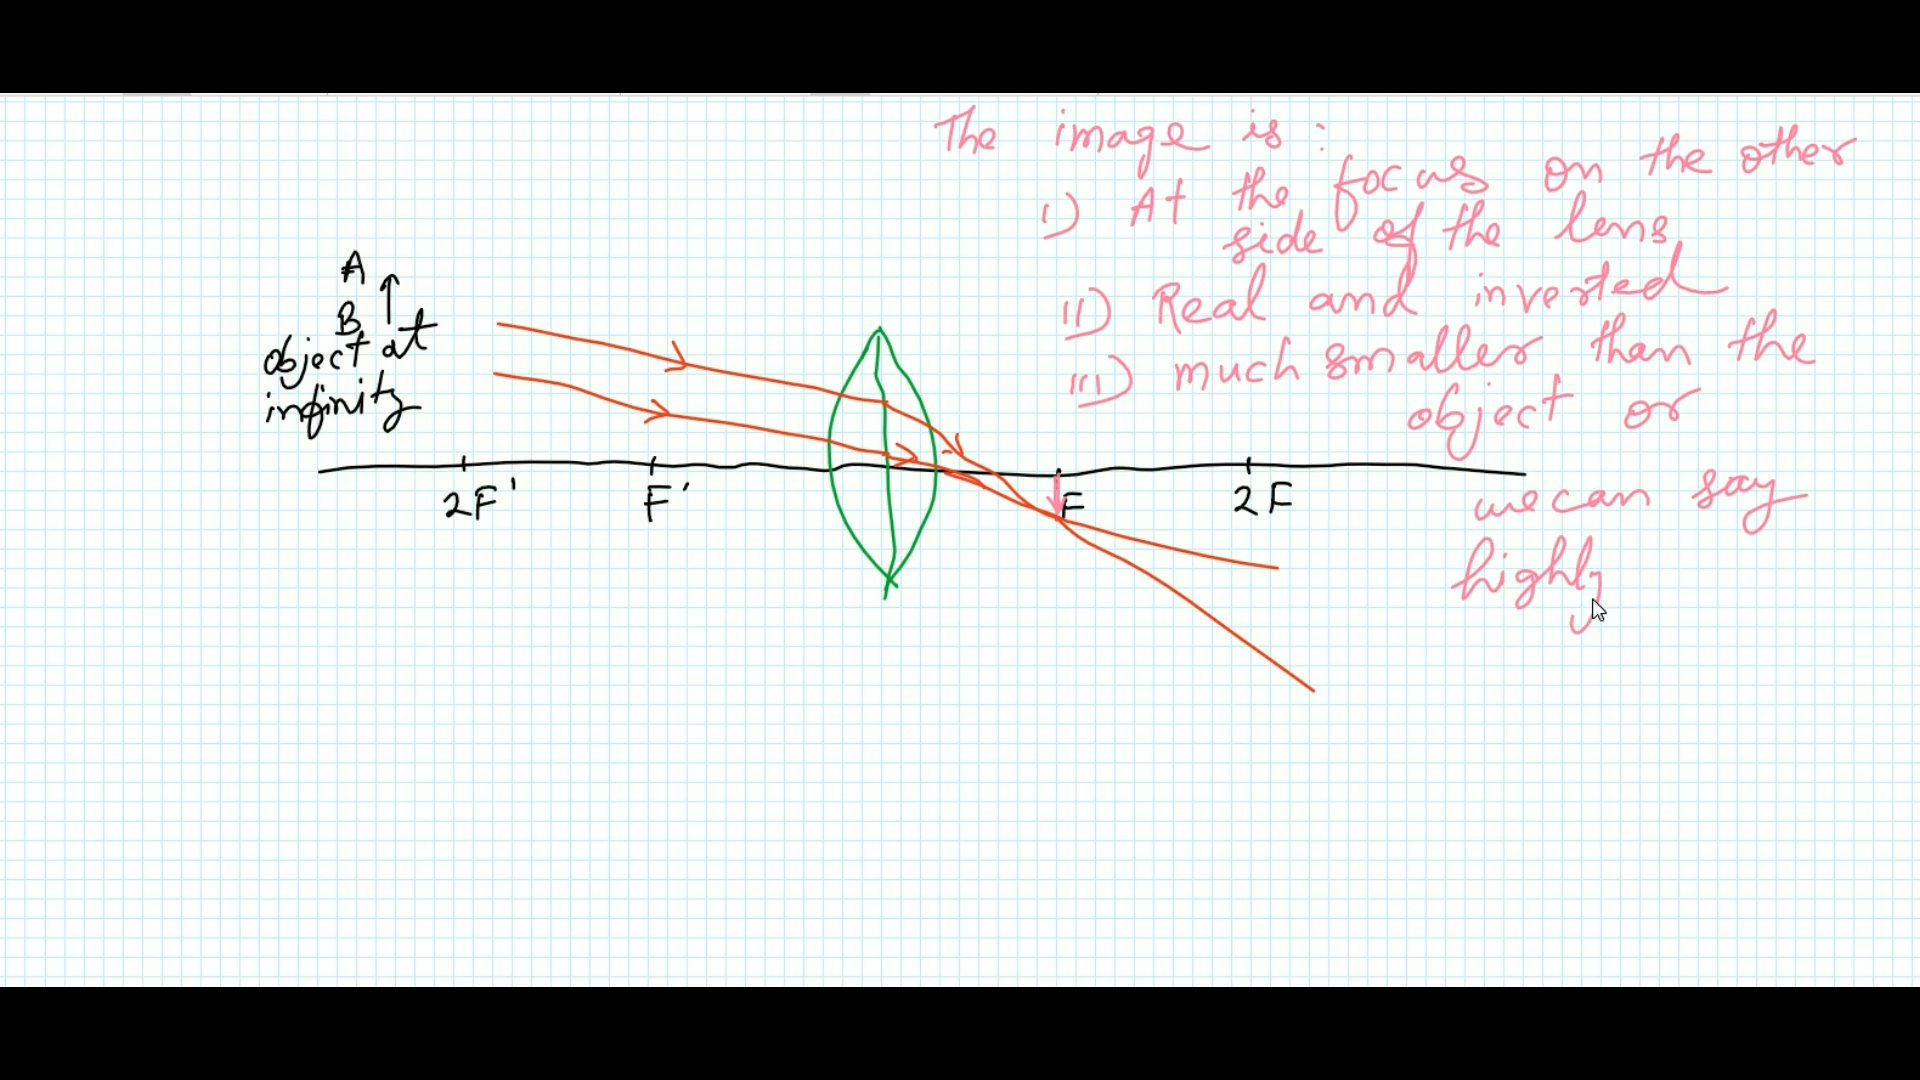 The image is:
i) At the focus on the other
side of the lens
ii) Real and inverted
iii) much smaller than the
object or
we can say
highly
A
B
object at
infinity
2F' F' F 2F